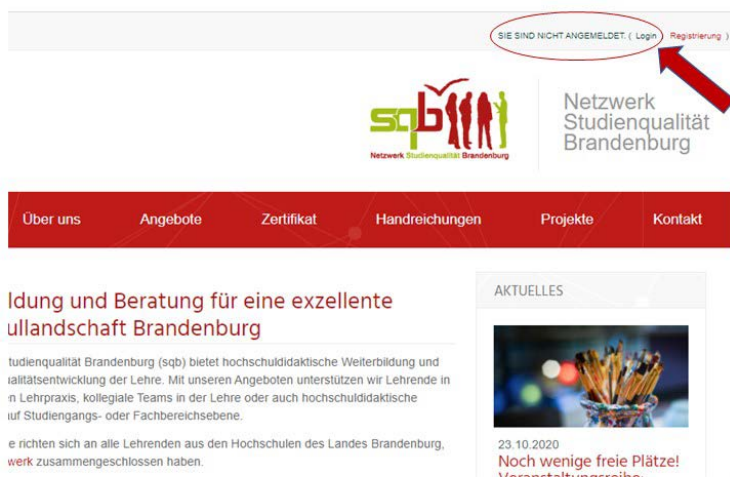 SIE SIND NICHT ANGEMELDET. ( Login Registrierung )
sqb
Netzwerk Studienqualität Brandenburg
Netzwerk
Studienqualität
Brandenburg
Über uns Angebote Zertifikat Handreichungen Projekte Kontakt
ldung und Beratung für eine exzellente
ullandschaft Brandenburg
tudienqualität Brandenburg (sqb) bietet hochschuldidaktische Weiterbildung und
alitätsentwicklung der Lehre. Mit unseren Angeboten unterstützen wir Lehrende in
n Lehrpraxis, kollegiale Teams in der Lehre oder auch hochschuldidaktische
uf Studiengangs- oder Fachbereichsebene.
e richten sich an alle Lehrenden aus den Hochschulen des Landes Brandenburg,
werk zusammengeschlossen haben.
AKTUELLES
23.10.2020
Noch wenige freie Plätze!
Veranstaltungsreihe: